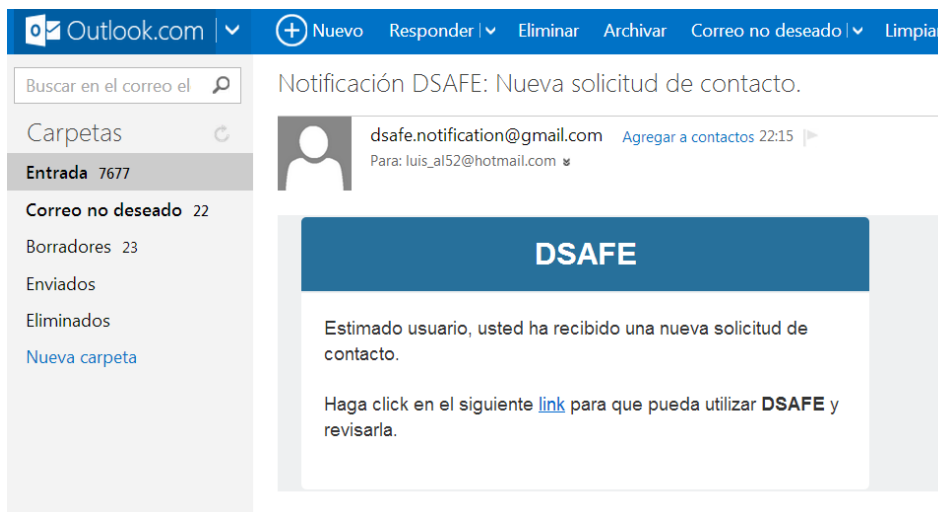 Outlook.com
Nuevo Responder Eliminar Archivar Correo no deseado Limpiar
Buscar en el correo el
Carpetas
Entrada 7677
Correo no deseado 22
Borradores 23
Enviados
Eliminados
Nueva carpeta
Notificación DSAFE: Nueva solicitud de contacto.
dsafe.notification@gmail.com Agregar a contactos 22:15
Para: luis_al52@hotmail.com
DSAFE
Estimado usuario, usted ha recibido una nueva solicitud de
contacto.
Haga click en el siguiente link para que pueda utilizar DSAFE y
revisarla.